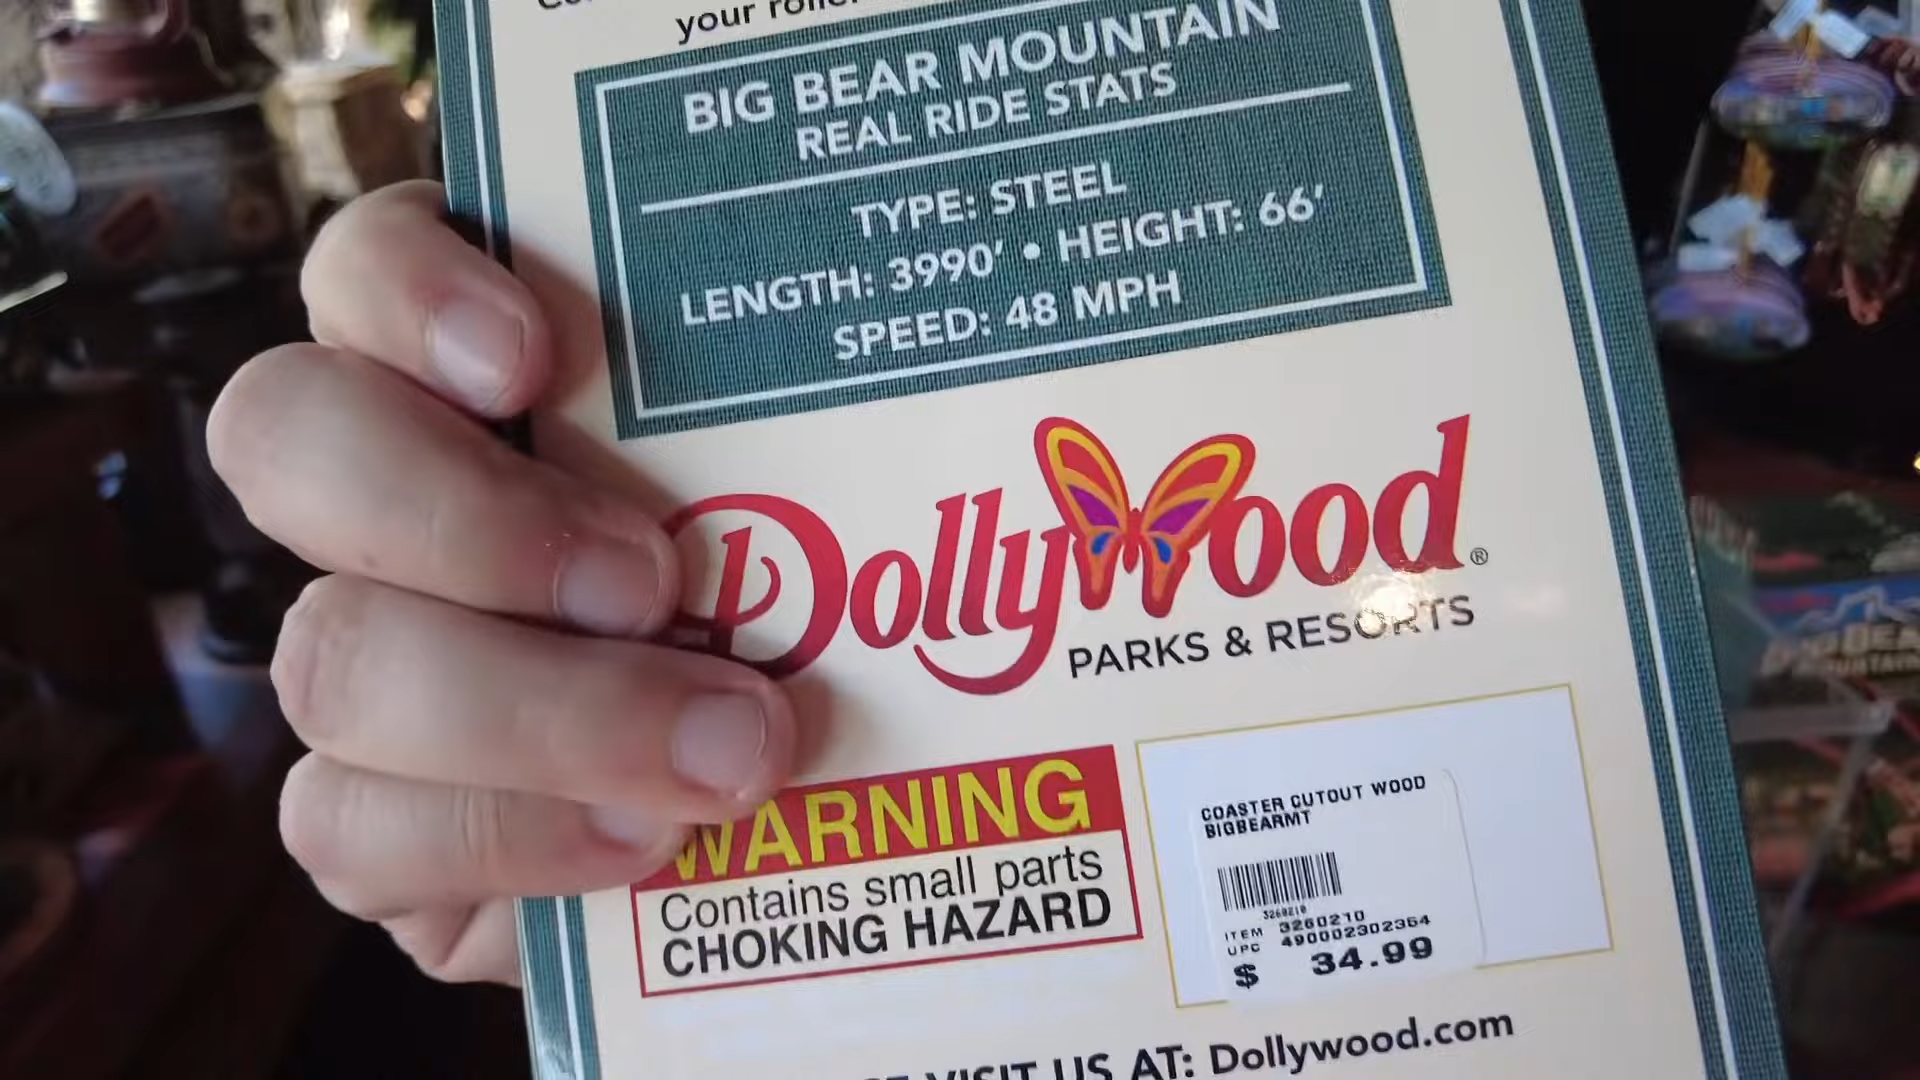 your roller
BIG BEAR MOUNTAIN
REAL RIDE STATS
TYPE: STEEL
LENGTH: 3990' • HEIGHT: 66'
SPEED: 48 MPH
Dollywood®
PARKS & RESORTS
WARNING
Contains small parts
CHOKING HAZARD
COASTER CUTOUT WOOD
BIGBEARMT
3260210
ITEM 3260210
UPC 490002302354
$ 34.99
VISIT US AT: Dollywood.com